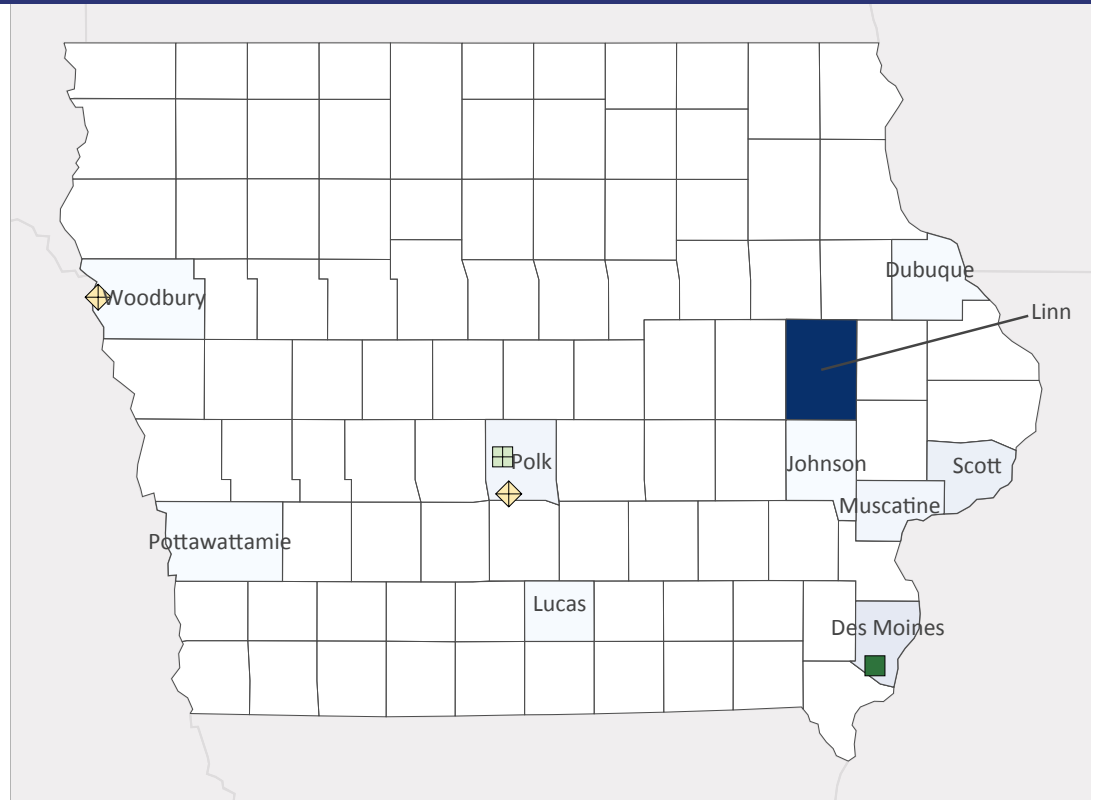 Dubuque
Woodbury
Linn
Polk
Johnson
Scott
Muscatine
Pottawattamie
Lucas
Des Moines